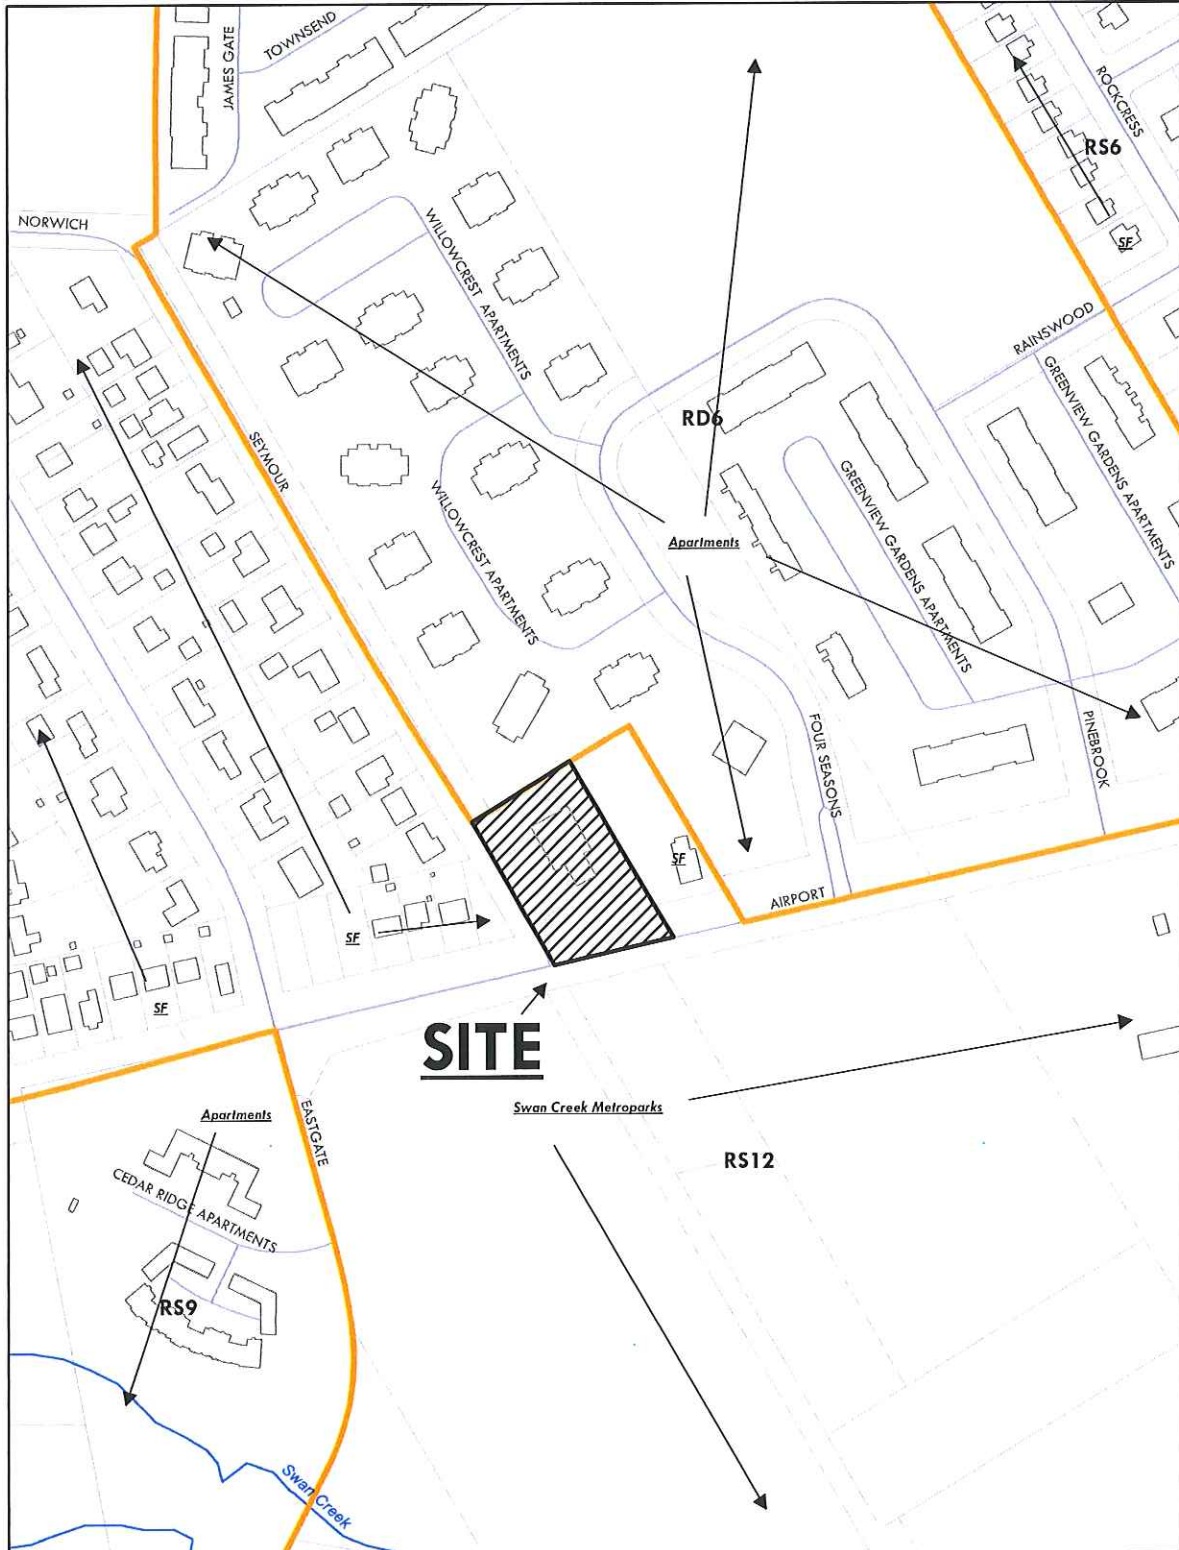 TOWNSEND
JAMES GATE
ROCKCRESS
RS6
NORWICH
WILLOWCREST APARTMENTS
SF
RAINSWOOD
GREENVIEW GARDENS APARTMENTS
RD6
SEYMOUR
GREENVIEW GARDENS APARTMENTS
WILLOWCREST APARTMENTS
Apartments
FOUR SEASONS
PINEBROOK
SF
AIRPORT
SF
SF
SITE
Swan Creek Metroparks
Apartments
EASTGATE
RS12
CEDAR RIDGE APARTMENTS
RS9
Swan Creek